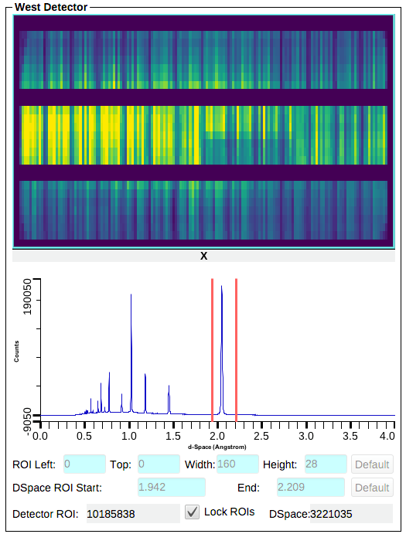 West Detector
X
190050
Counts
-9050
0.0 0.5 1.0 1.5 2.0 2.5 3.0 3.5 4.0
d-Space (Angstrom)
ROI Left: 0 Top: 0 Width: 160 Height: 28 Default
DSpace ROI Start: 1.942 End: 2.209 Default
Detector ROI: 10185838 Lock ROIs DSpace: 3221035